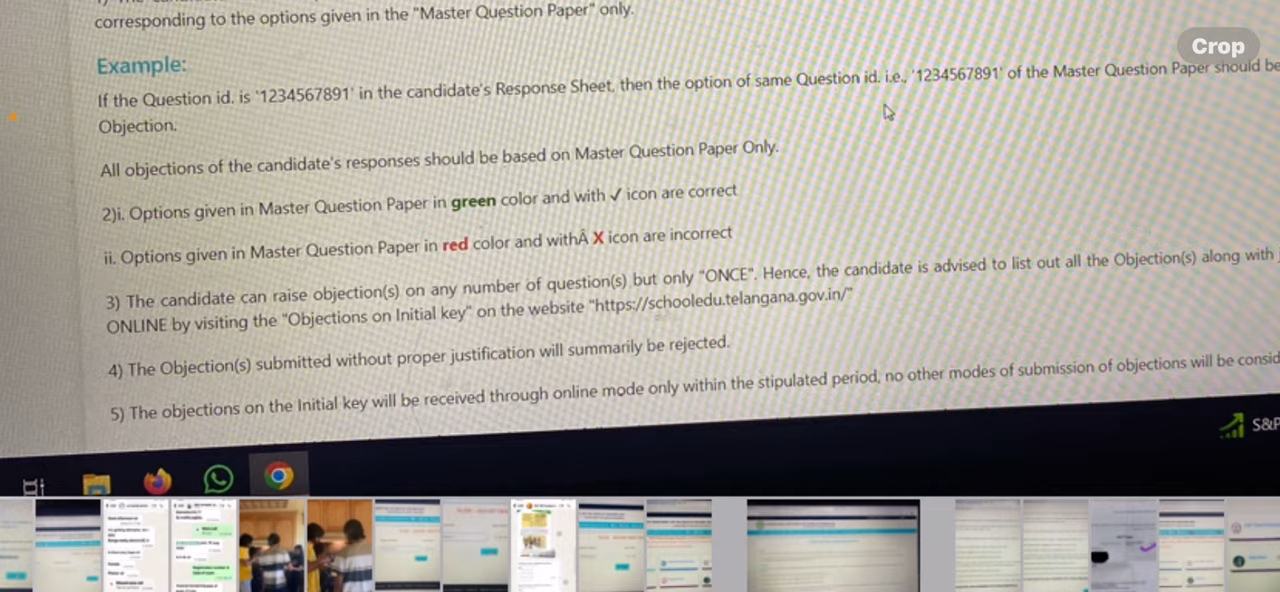 corresponding to the options given in the "Master Question Paper" only.
Crop
Example:
If the Question id. is '1234567891' in the candidate's Response Sheet, then the option of same Question id. i.e., '1234567891' of the Master Question Paper should be
Objection.
All objections of the candidate's responses should be based on Master Question Paper Only.
2)i. Options given in Master Question Paper in green color and with ✓ icon are correct
ii. Options given in Master Question Paper in red color and withÂ X icon are incorrect
3) The candidate can raise objection(s) on any number of question(s) but only "ONCE". Hence, the candidate is advised to list out all the Objection(s) along with
ONLINE by visiting the "Objections on Initial key" on the website "https://schooledu.telangana.gov.in/"
4) The Objection(s) submitted without proper justification will summarily be rejected.
5) The objections on the Initial key will be received through online mode only within the stipulated period, no other modes of submission of objections will be consid
S&P